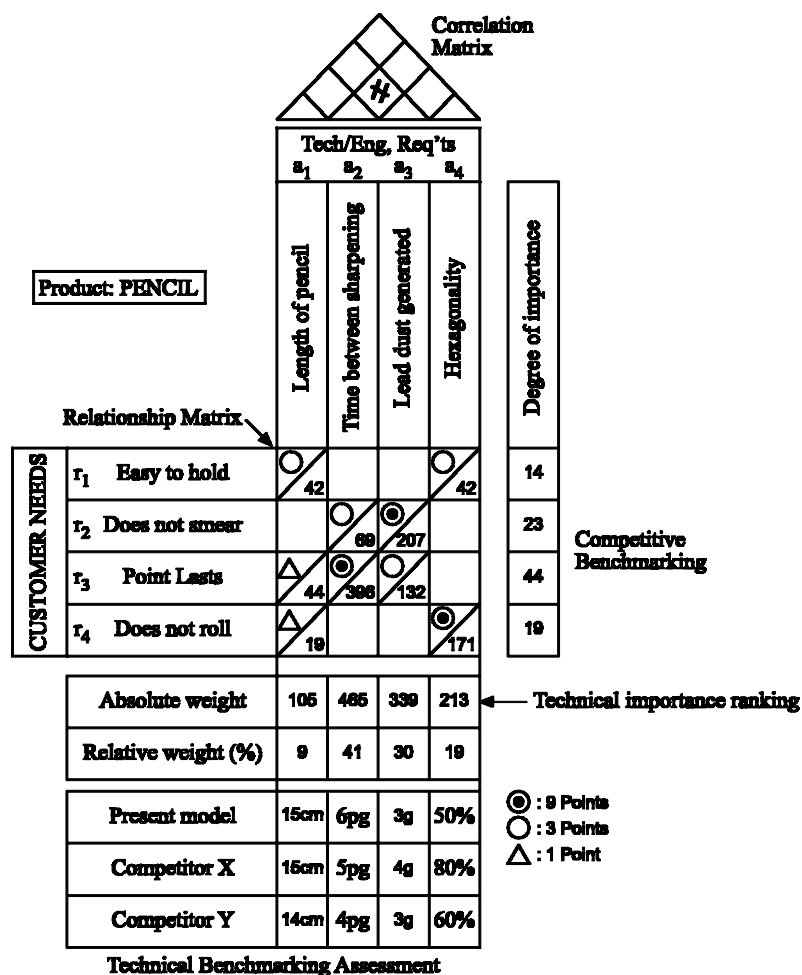 Correlation
Matrix
#
Tech/Eng, Req'ts
a1 a2 a3 a4
Product: PENCIL
Length of pencil
Time between sharpening
Lead dust generated
Hexagonality
Degree of importance
Relationship Matrix
CUSTOMER NEEDS
r1 Easy to hold 42 42 14
r2 Does not smear 69 207 23
r3 Point Lasts 44 396 132 44
r4 Does not roll 19 171 19
Competitive
Benchmarking
Absolute weight 105 465 339 213 Technical importance ranking
Relative weight (%) 9 41 30 19
Present model 15cm 6pg 3g 50%
Competitor X 15cm 5pg 4g 80%
Competitor Y 14cm 4pg 3g 60%
: 9 Points
: 3 Points
: 1 Point
Technical Benchmarking Assessment